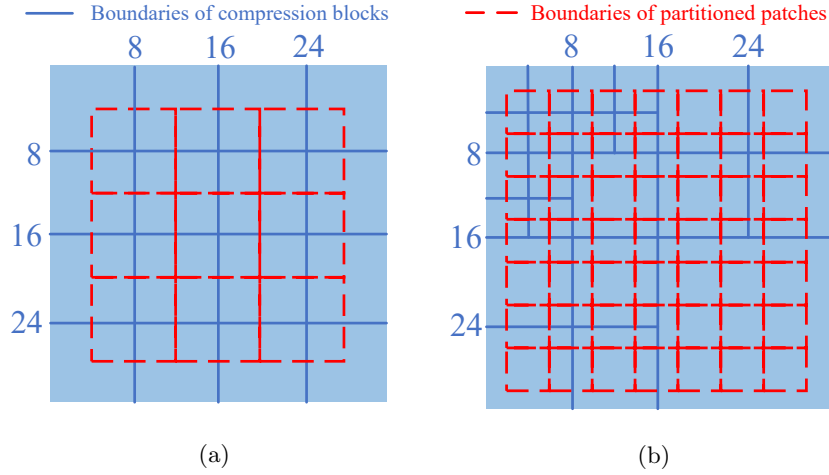 Boundaries of compression blocks
Boundaries of partitioned patches
8 16 24
8
16
24
8 16 24
8
16
24
(a)
(b)